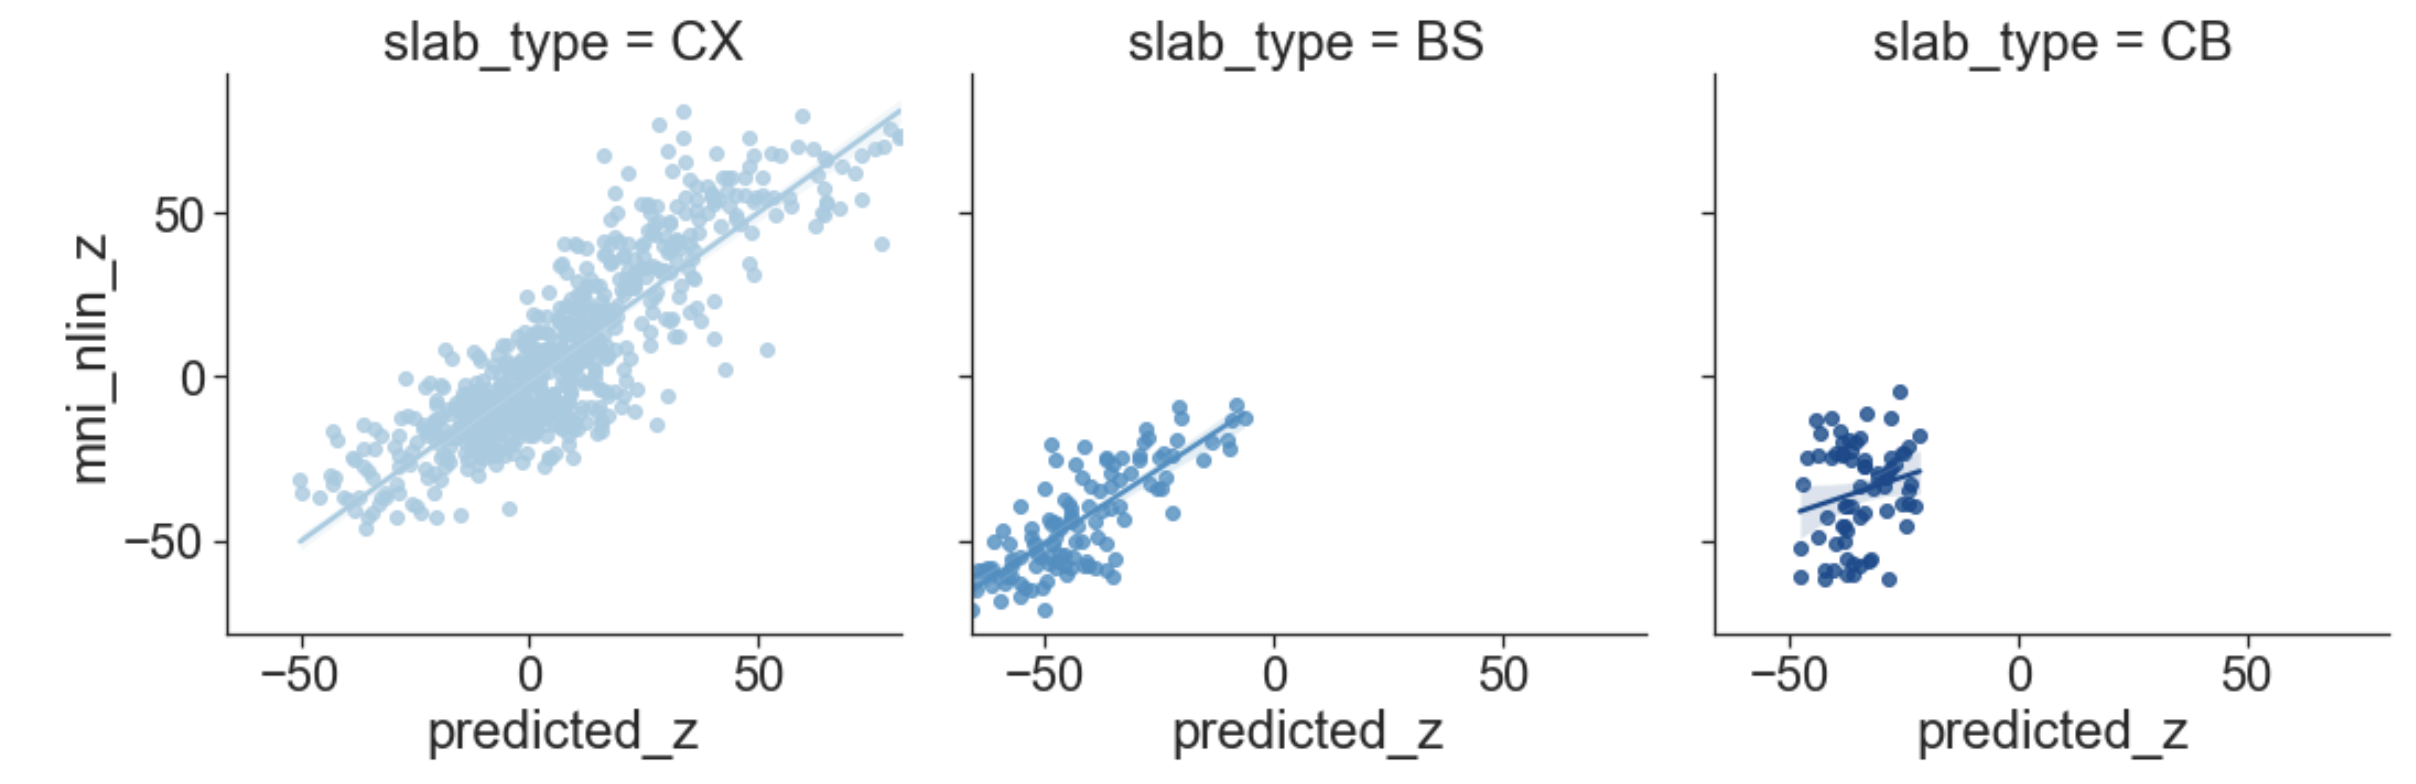 slab_type = CX slab_type = BS slab_type = CB
mni_nlin_z
50
0
−50
−50 0 50 −50 0 50 −50 0 50
predicted_z predicted_z predicted_z